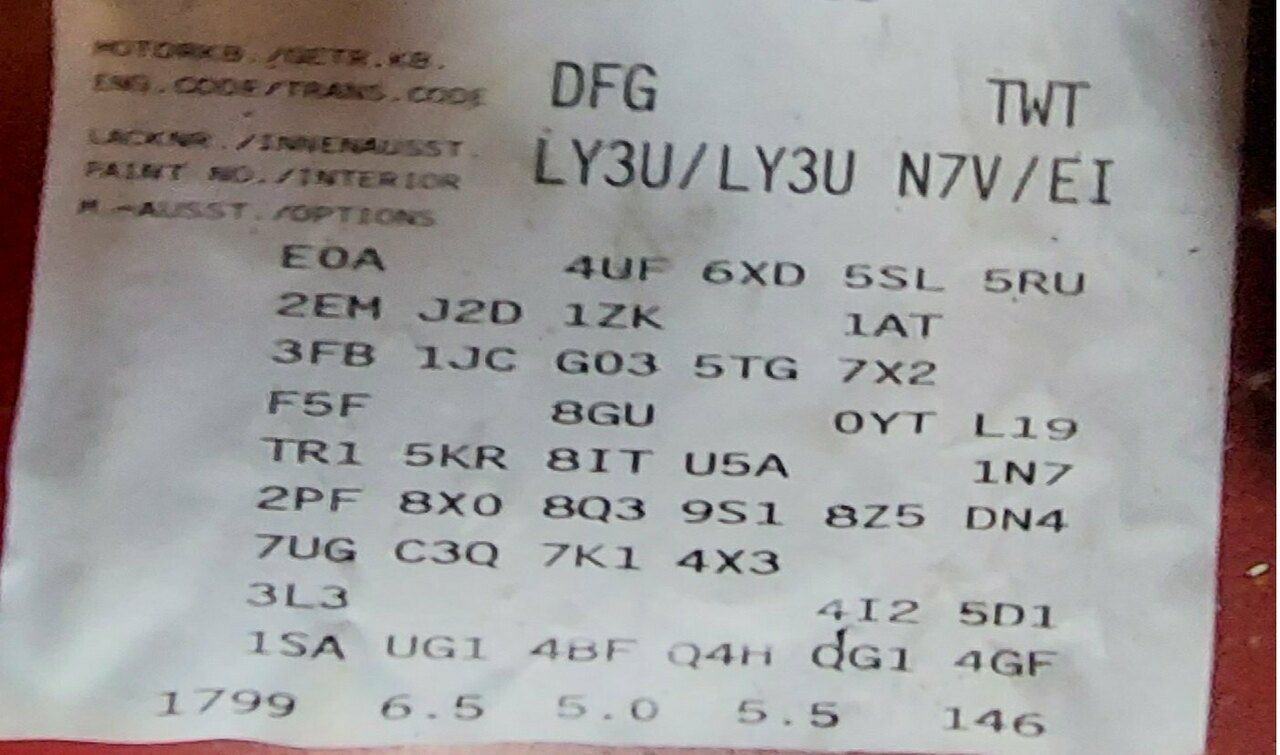 MOTORKB./GETR.KB.
ENG.CODE/TRANS.CODE DFG TWT
LACKNR./INNENAUSST.
PAINT NO./INTERIOR LY3U/LY3U N7V/EI
M.-AUSST./OPTIONS
E0A 4UF 6XD 5SL 5RU
2EM J2D 1ZK 1AT
3FB 1JC G03 5TG 7X2
F5F 8GU 0YT L19
TR1 5KR 8IT U5A 1N7
2PF 8X0 8Q3 9S1 8Z5 DN4
7UG C3Q 7K1 4X3
3L3 4I2 5D1
1SA UG1 4BF Q4H QG1 4GF
1799 6.5 5.0 5.5 146